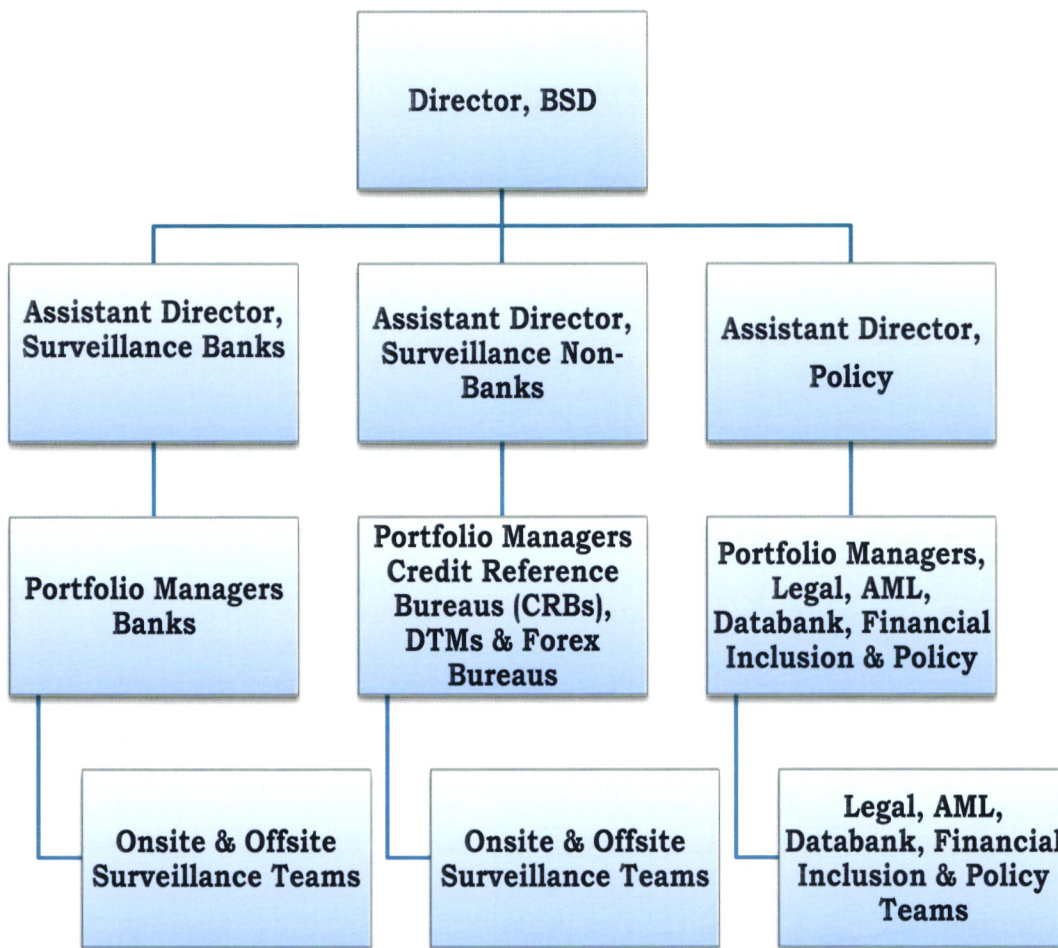 Director, BSD
Assistant Director,
Surveillance Banks
Assistant Director,
Surveillance Non-
Banks
Assistant Director,
Policy
Portfolio Managers
Banks
Portfolio Managers
Credit Reference
Bureaus (CRBs),
DTMs & Forex
Bureaus
Portfolio Managers,
Legal, AML,
Databank, Financial
Inclusion & Policy
Onsite & Offsite
Surveillance Teams
Onsite & Offsite
Surveillance Teams
Legal, AML,
Databank, Financial
Inclusion & Policy
Teams